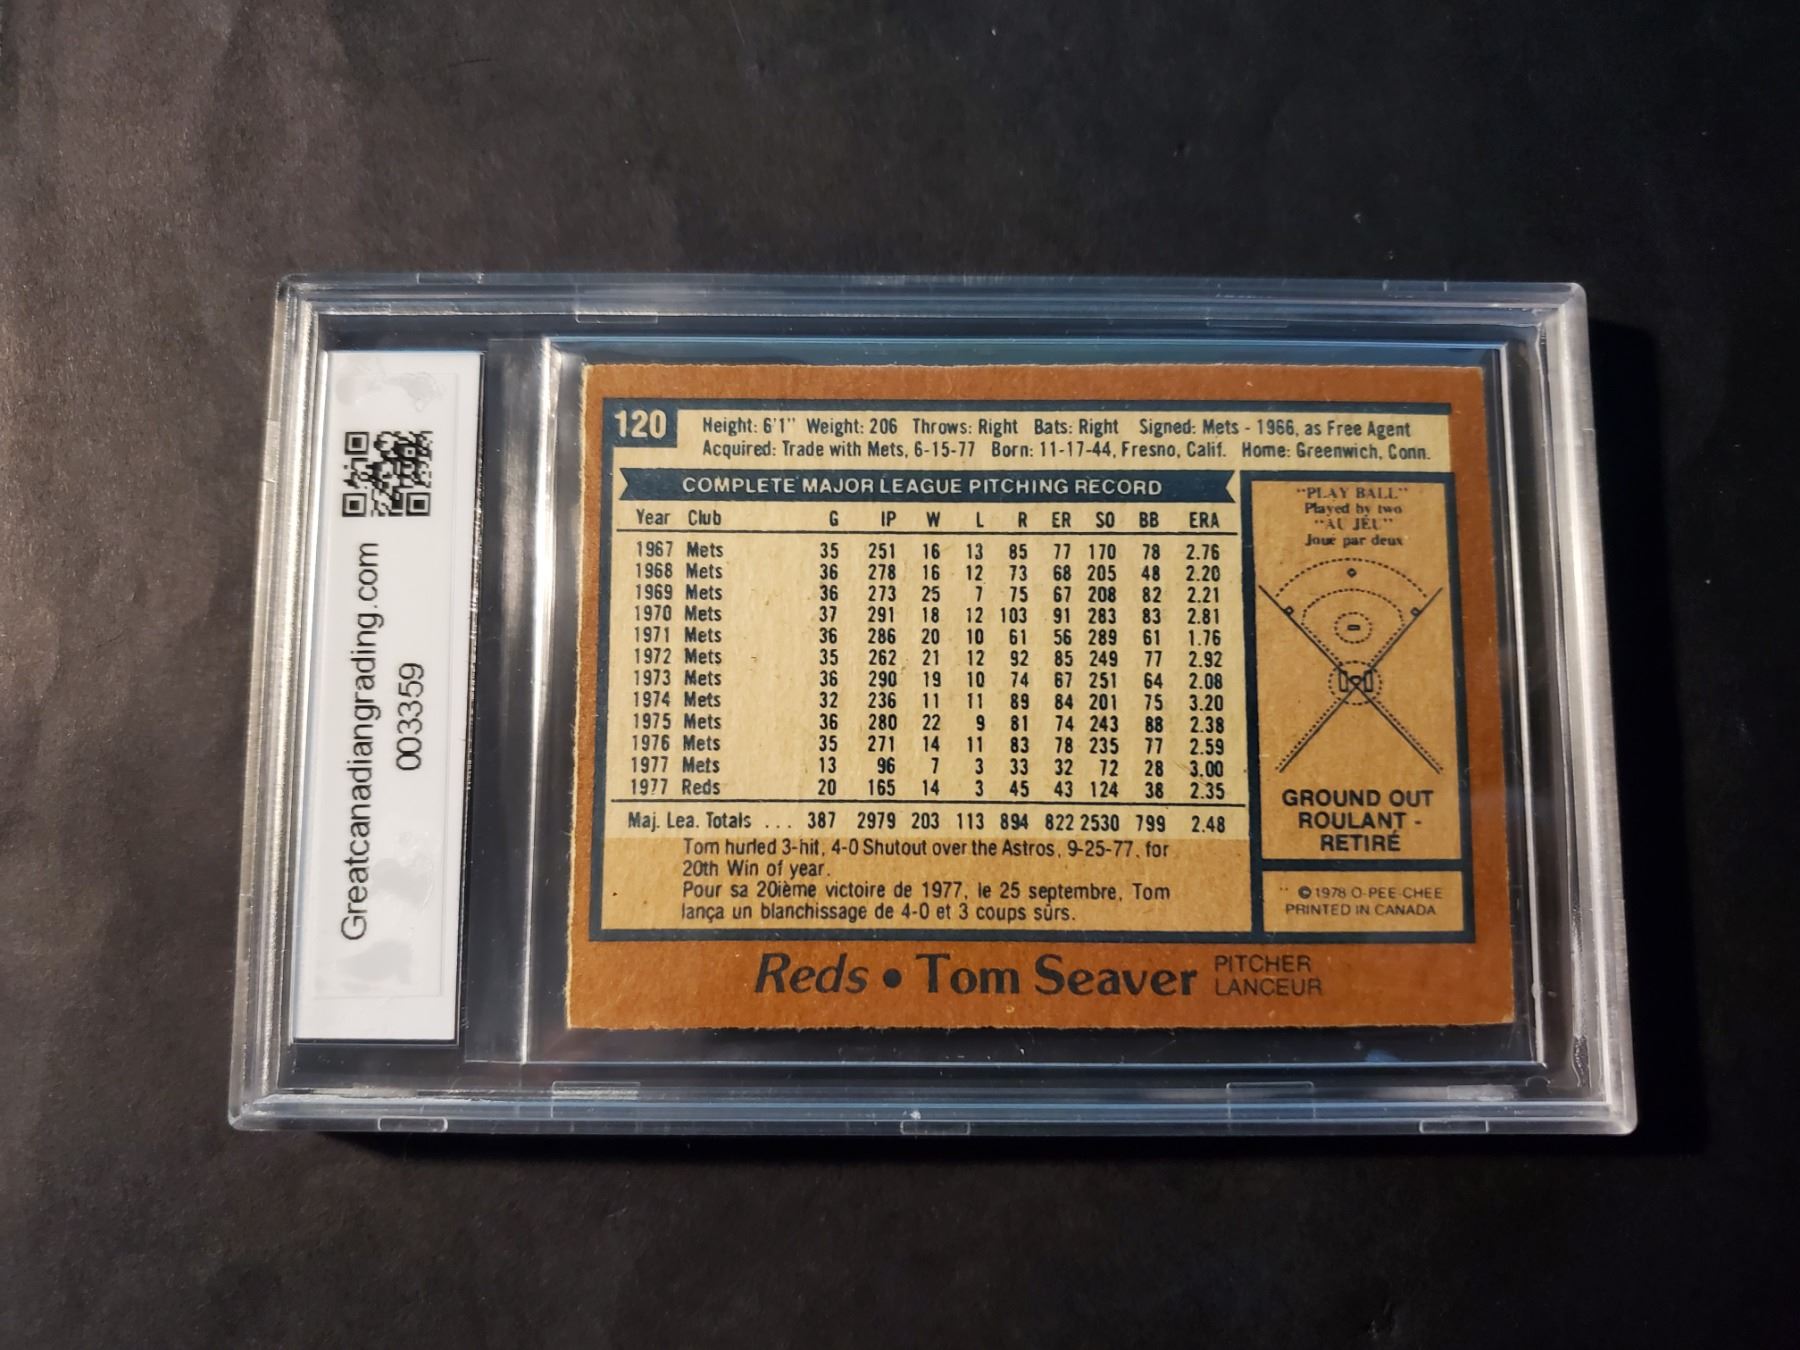 Greatcanadiangrading.com
003359
120
Height: 6'1" Weight: 206 Throws: Right Bats: Right Signed: Mets - 1966, as Free Agent
Acquired: Trade with Mets, 6-15-77 Born: 11-17-44, Fresno, Calif. Home: Greenwich, Conn.
COMPLETE MAJOR LEAGUE PITCHING RECORD
Year Club G IP W L R ER SO BB ERA
1967 Mets 35 251 16 13 85 77 170 78 2.76
1968 Mets 36 278 16 12 73 68 205 48 2.20
1969 Mets 36 273 25 7 75 67 208 82 2.21
1970 Mets 37 291 18 12 103 91 283 83 2.81
1971 Mets 36 286 20 10 61 56 289 61 1.76
1972 Mets 35 262 21 12 92 85 249 77 2.92
1973 Mets 36 290 19 10 74 67 251 64 2.08
1974 Mets 32 236 11 11 89 84 201 75 3.20
1975 Mets 36 280 22 9 81 74 243 88 2.38
1976 Mets 35 271 14 11 83 78 235 77 2.59
1977 Mets 13 96 7 3 33 32 72 28 3.00
1977 Reds 20 165 14 3 45 43 124 38 2.35
Maj. Lea. Totals ... 387 2979 203 113 894 822 2530 799 2.48
Tom hurled 3-hit, 4-0 Shutout over the Astros, 9-25-77, for
20th Win of year.
Pour sa 20ième victoire de 1977, le 25 septembre, Tom
lança un blanchissage de 4-0 et 3 coups sûrs.
"PLAY BALL"
Played by two
"AU JEU"
Joué par deux
GROUND OUT
ROULANT -
RETIRÉ
© 1978 O-PEE-CHEE
PRINTED IN CANADA
Reds • Tom Seaver
PITCHER
LANCEUR